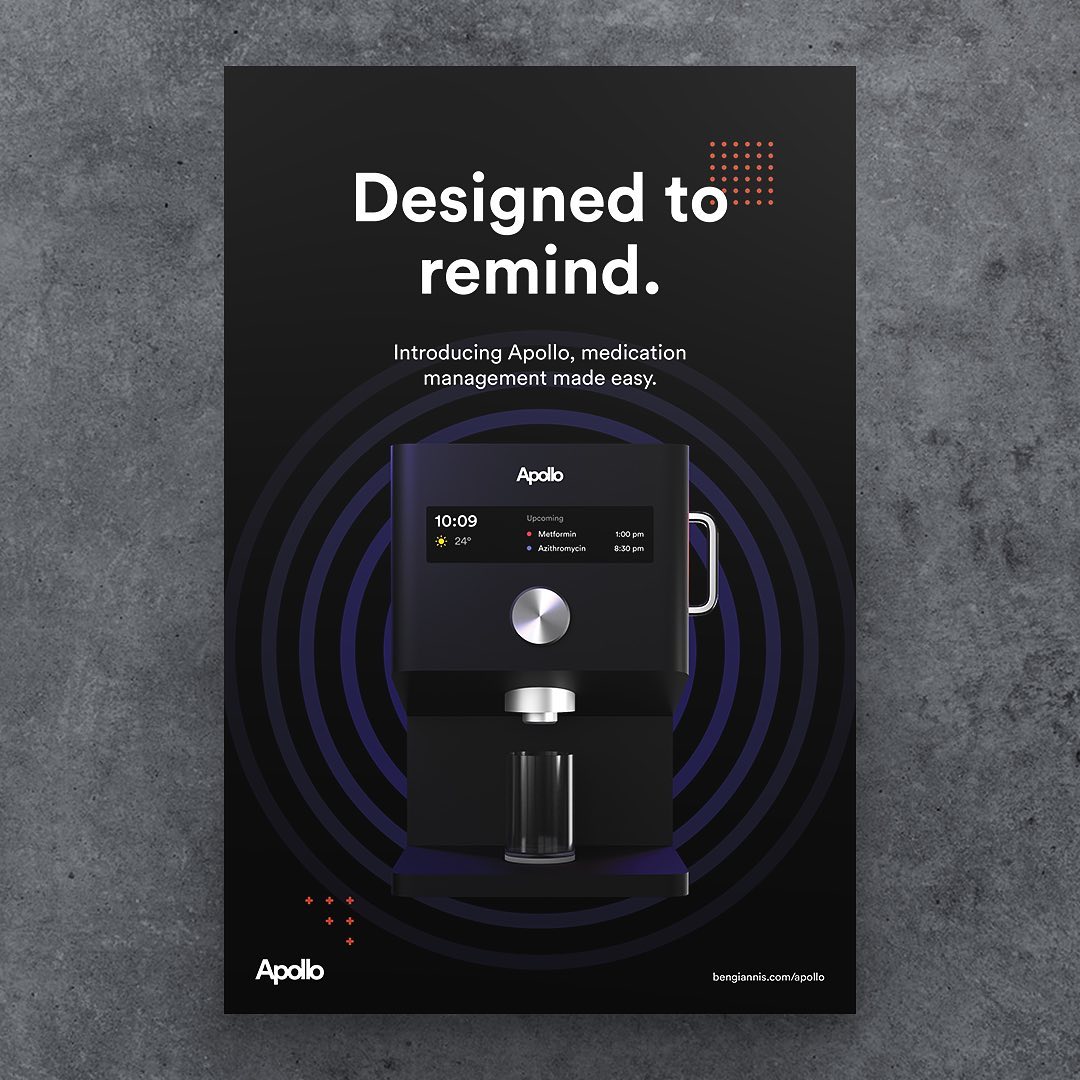 Designed to
remind.
Introducing Apollo, medication
management made easy.
Apollo
10:09
24°
Upcoming
Metformin 1:00 pm
Azithromycin 8:30 pm
Apollo
bengiannis.com/apollo